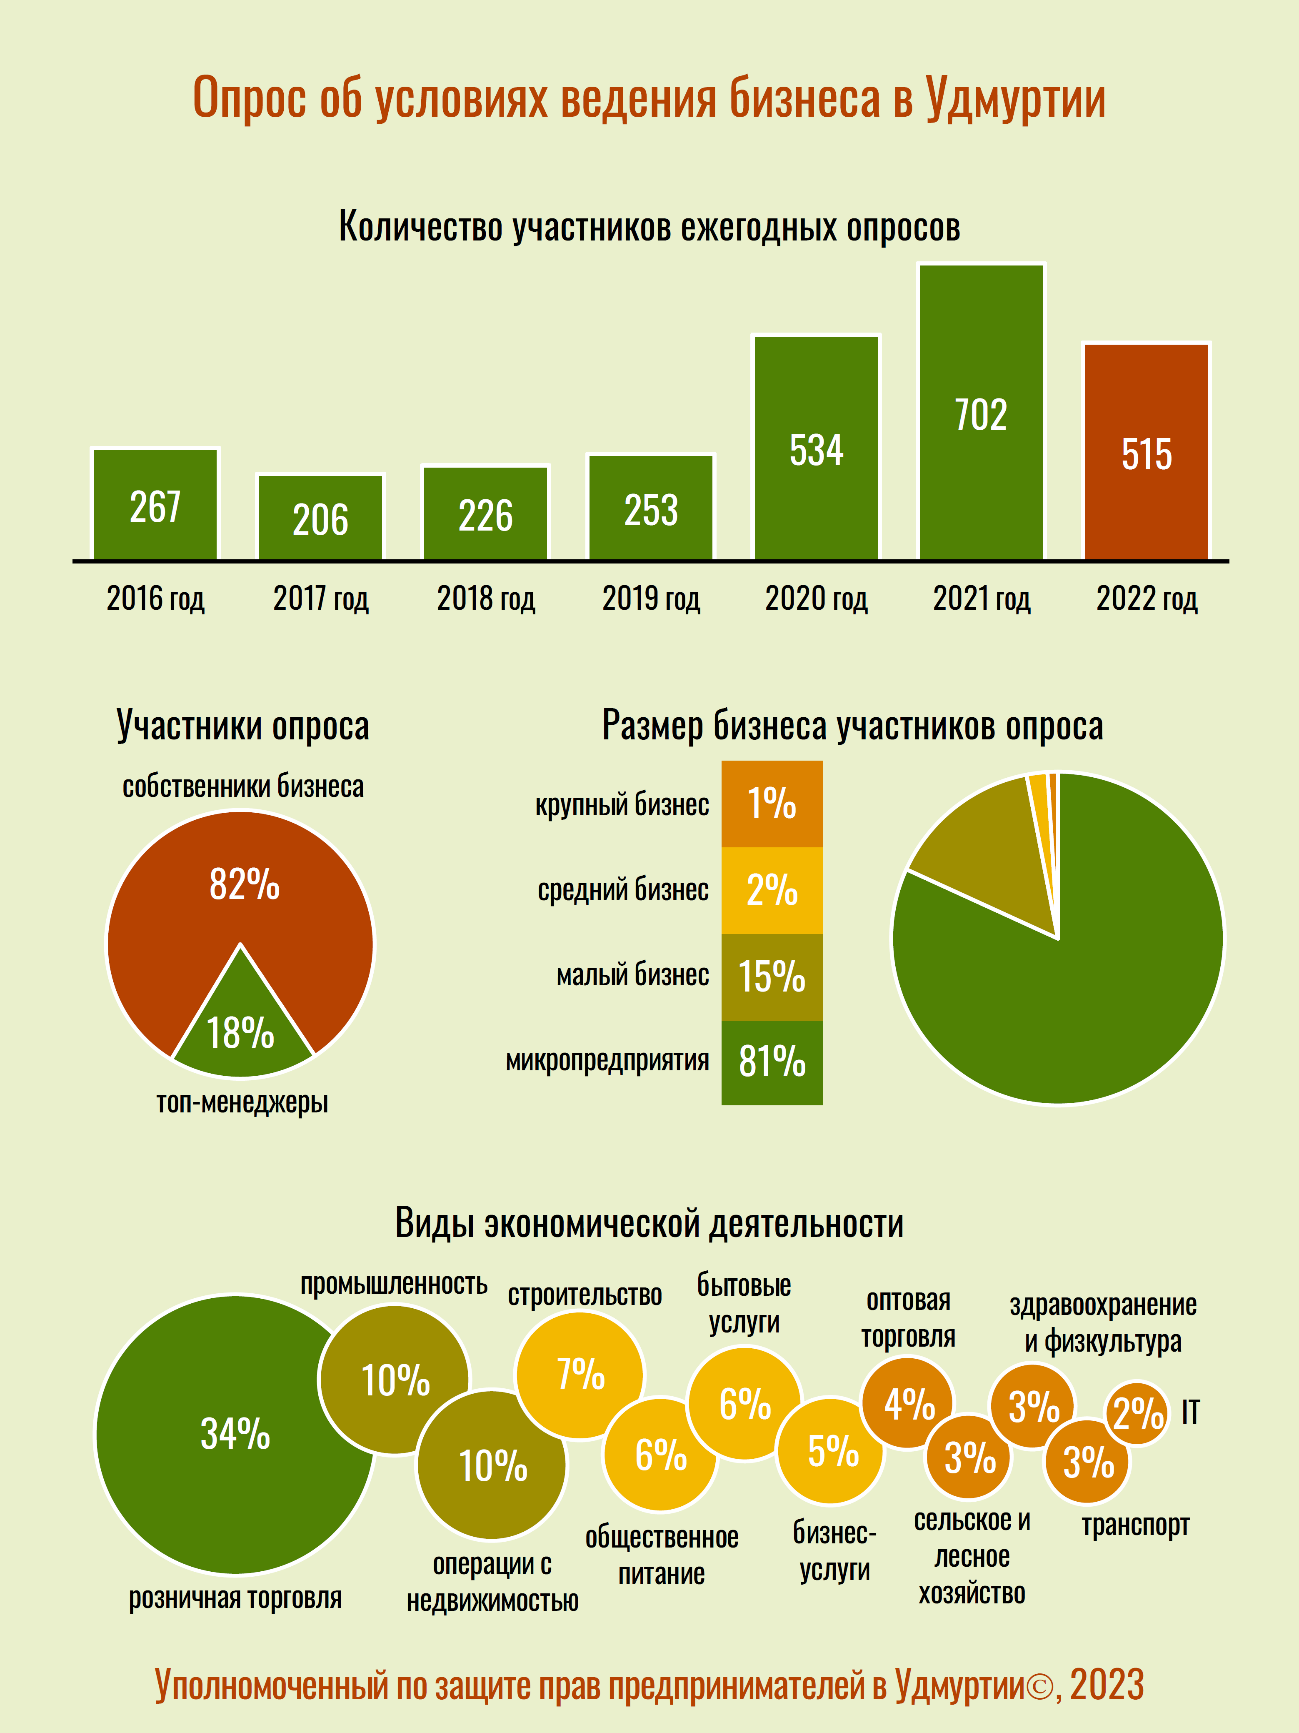 Опрос об условиях ведения бизнеса в Удмуртии
Количество участников ежегодных опросов
267
206
226
253
534
702
515
2016 год
2017 год
2018 год
2019 год
2020 год
2021 год
2022 год
Участники опроса
собственники бизнеса
82%
18%
топ-менеджеры
Размер бизнеса участников опроса
крупный бизнес 1%
средний бизнес 2%
малый бизнес 15%
микропредприятия 81%
Виды экономической деятельности
34%
розничная торговля
промышленность
10%
10%
операции с
недвижимостью
строительство
7%
6%
общественное
питание
бытовые
услуги
6%
5%
бизнес-
услуги
оптовая
торговля
4%
3%
сельское и
лесное
хозяйство
здравоохранение
и физкультура
3%
3%
транспорт
2% IT
Уполномоченный по защите прав предпринимателей в Удмуртии©, 2023